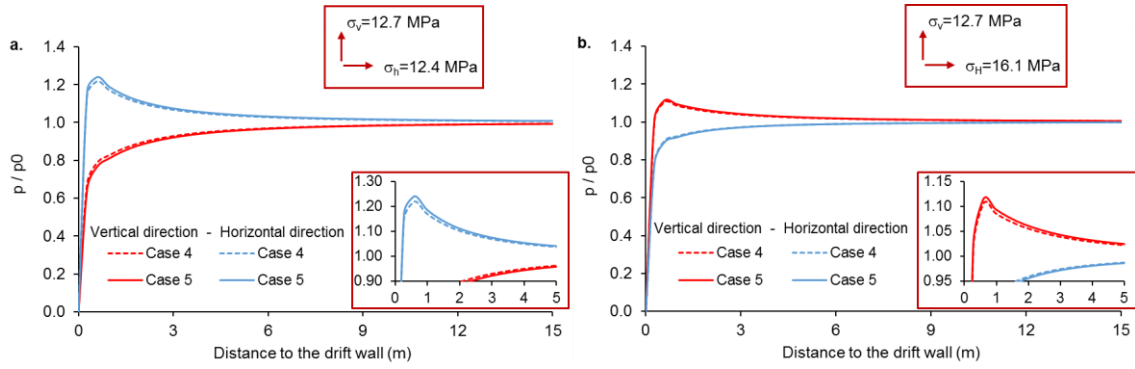 a.
σv=12.7 MPa
σh=12.4 MPa
1.4
1.2
1.0
0.8
0.6
0.4
0.2
0.0
p / p0
0
3
6
9
12
15
Distance to the drift wall (m)
Vertical direction - Horizontal direction
Case 4 Case 4
Case 5 Case 5
1.30
1.20
1.10
1.00
0.90
0 1 2 3 4 5
b.
σv=12.7 MPa
σH=16.1 MPa
1.4
1.2
1.0
0.8
0.6
0.4
0.2
0.0
p / p0
0
3
6
9
12
15
Distance to the drift wall (m)
Vertical direction - Horizontal direction
Case 4 Case 4
Case 5 Case 5
1.15
1.10
1.05
1.00
0.95
0 1 2 3 4 5